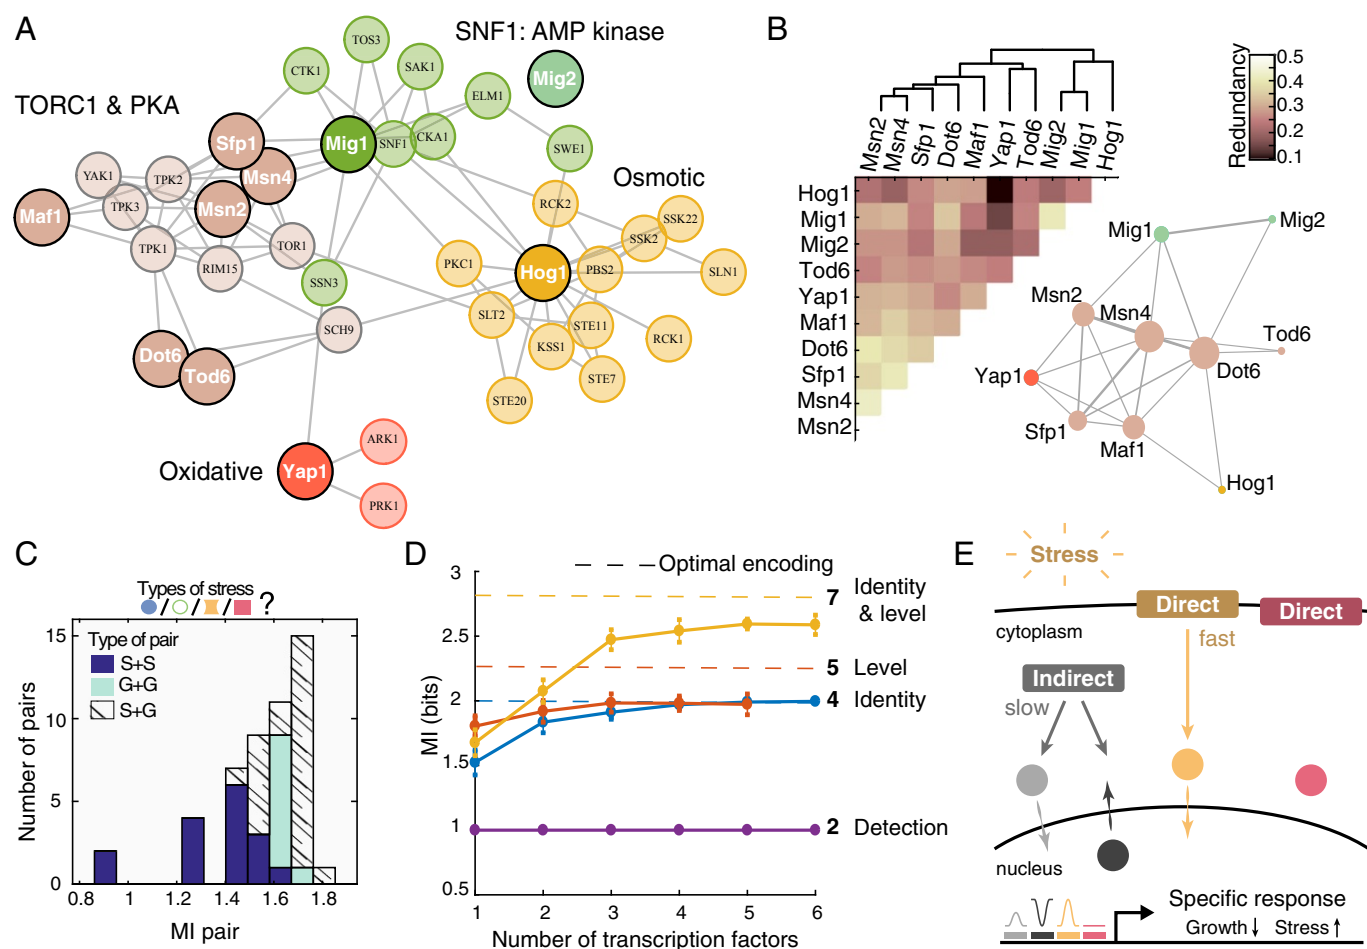 A
SNF1: AMP kinase
TORC1 & PKA
Osmotic
Oxidative
TOS3
CTK1
SAK1
Mig2
ELM1
Sfp1
Mig1
SNF1
CKA1
SWE1
YAK1
TPK2
Msn4
TPK3
Msn2
Maf1
RCK2
SSK22
SSK2
TPK1
TOR1
RIM15
PKC1
Hog1
PBS2
SLN1
SSN3
SLT2
STE11
SCH9
KSS1
RCK1
Dot6
Tod6
STE7
STE20
ARK1
Yap1
PRK1
B
Redundancy
0.5
0.4
0.3
0.2
0.1
Msn2
Msn4
Sfp1
Dot6
Maf1
Yap1
Tod6
Mig2
Mig1
Hog1
Hog1
Mig1
Mig2
Tod6
Yap1
Maf1
Dot6
Sfp1
Msn4
Msn2
Mig1
Mig2
Msn2
Msn4
Tod6
Dot6
Yap1
Sfp1
Maf1
Hog1
C
Types of stress
/ / / ?
Type of pair
S+S
G+G
S+G
Number of pairs
15
10
5
0
0.8 1 1.2 1.4 1.6 1.8
MI pair
D
Optimal encoding
MI (bits)
3
2.5
2
1.5
1
0.5
7 Identity
& level
5 Level
4 Identity
2 Detection
1 2 3 4 5 6
Number of transcription factors
E
Stress
Direct
Direct
cytoplasm
fast
Indirect
slow
nucleus
Specific response
Growth↓ Stress↑